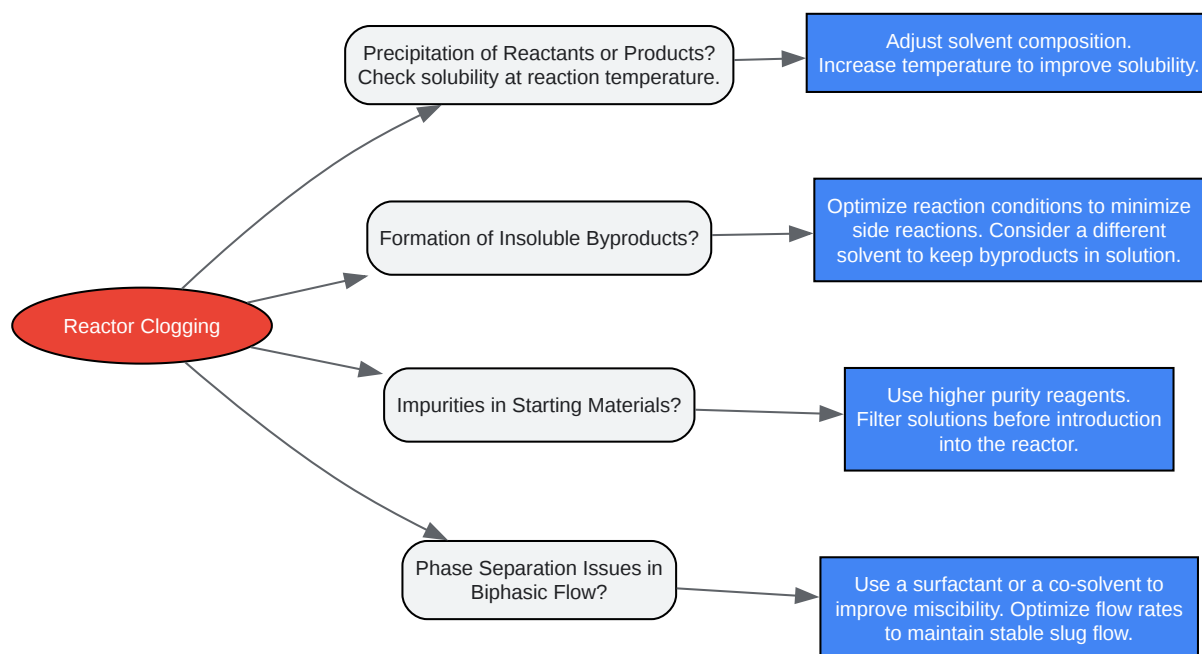 Precipitation of Reactants or Products?
Check solubility at reaction temperature.
Adjust solvent composition.
Increase temperature to improve solubility.
Formation of Insoluble Byproducts?
Optimize reaction conditions to minimize
side reactions. Consider a different
solvent to keep byproducts in solution.
Reactor Clogging
Impurities in Starting Materials?
Use higher purity reagents.
Filter solutions before introduction
into the reactor.
Phase Separation Issues in
Biphasic Flow?
Use a surfactant or a co-solvent to
improve miscibility. Optimize flow rates
to maintain stable slug flow.